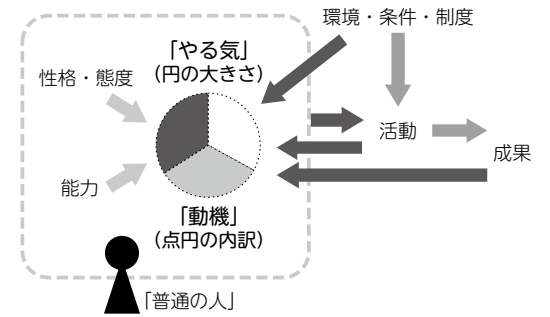 環境・条件・制度
「やる気」
(円の大きさ)
性格・態度
活動
成果
能力
「動機」
(点円の内訳)
「普通の人」